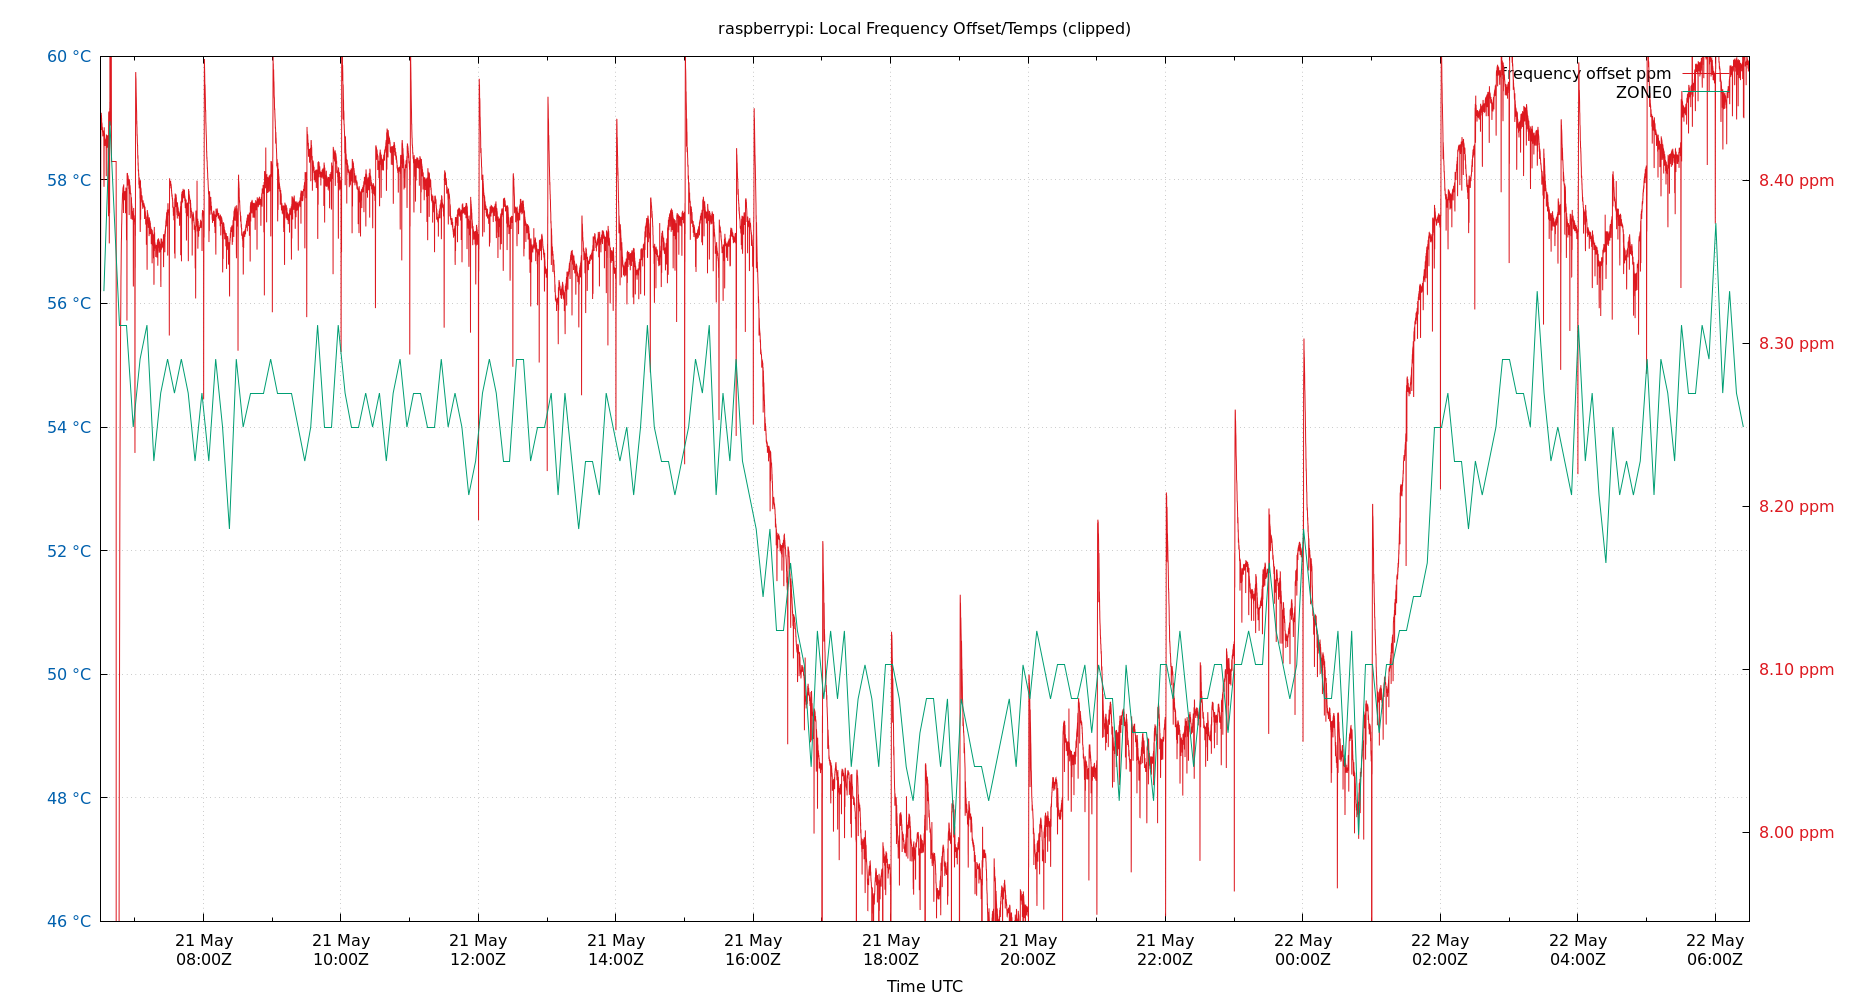 raspberrypi: Local Frequency Offset/Temps (clipped)
60 °C
58 °C
56 °C
54 °C
52 °C
50 °C
48 °C
46 °C
frequency offset ppm
ZONE0
8.40 ppm
8.30 ppm
8.20 ppm
8.10 ppm
8.00 ppm
21 May
08:00Z
21 May
10:00Z
21 May
12:00Z
21 May
14:00Z
21 May
16:00Z
21 May
18:00Z
21 May
20:00Z
21 May
22:00Z
22 May
00:00Z
22 May
02:00Z
22 May
04:00Z
22 May
06:00Z
Time UTC